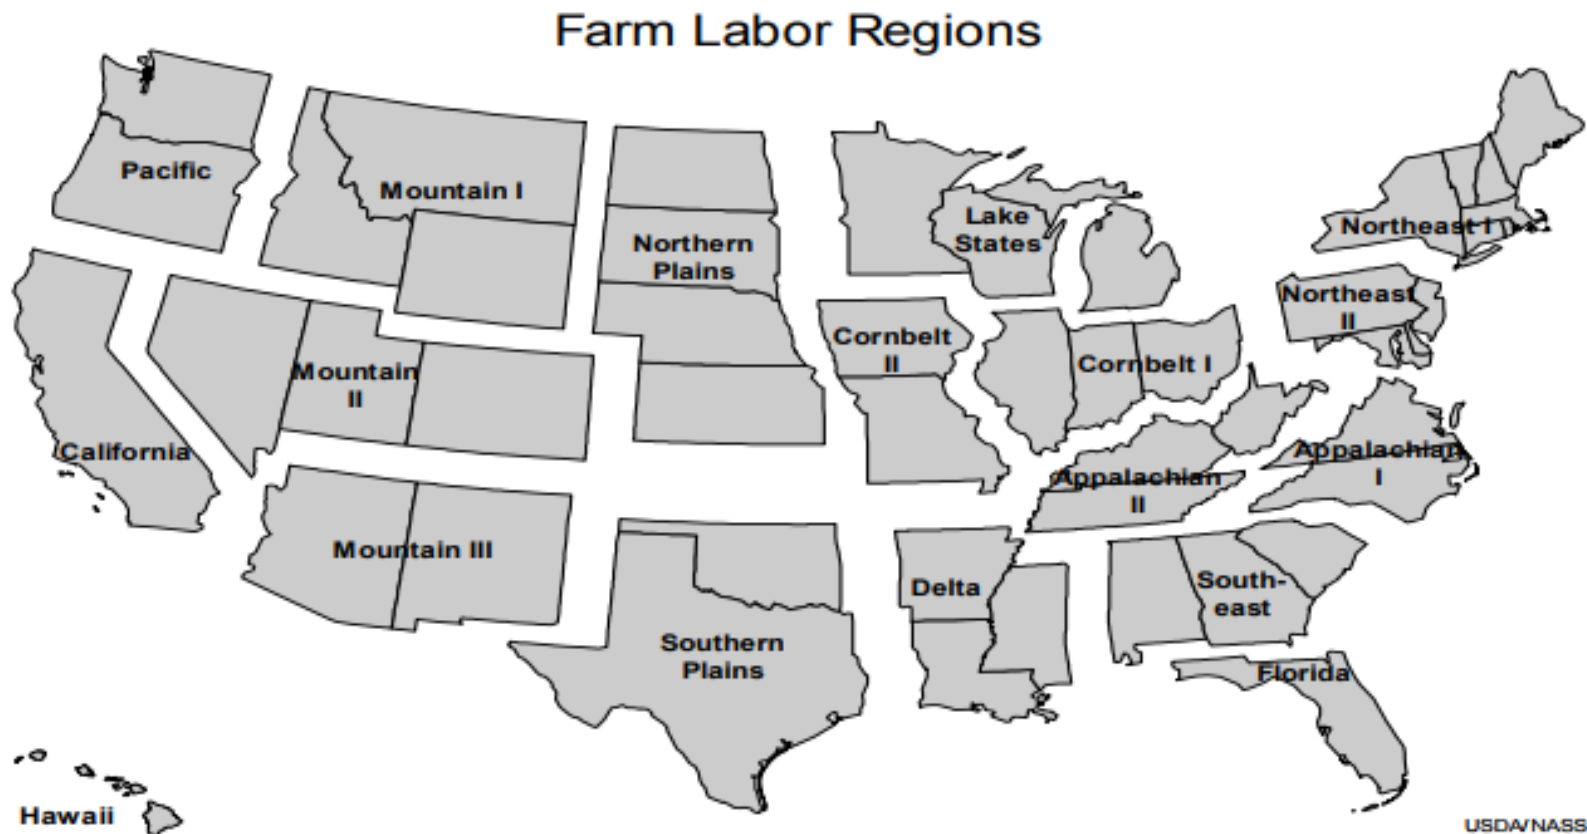 Farm Labor Regions
Pacific
Mountain I
Northern
Plains
Lake
States
Northeast I
Northeast
II
Cornbelt
II
Cornbelt I
Mountain
II
California
Appalachian
I
Appalachian
II
Mountain III
Delta
South-
east
Southern
Plains
Florida
Hawaii
USDA/NASS